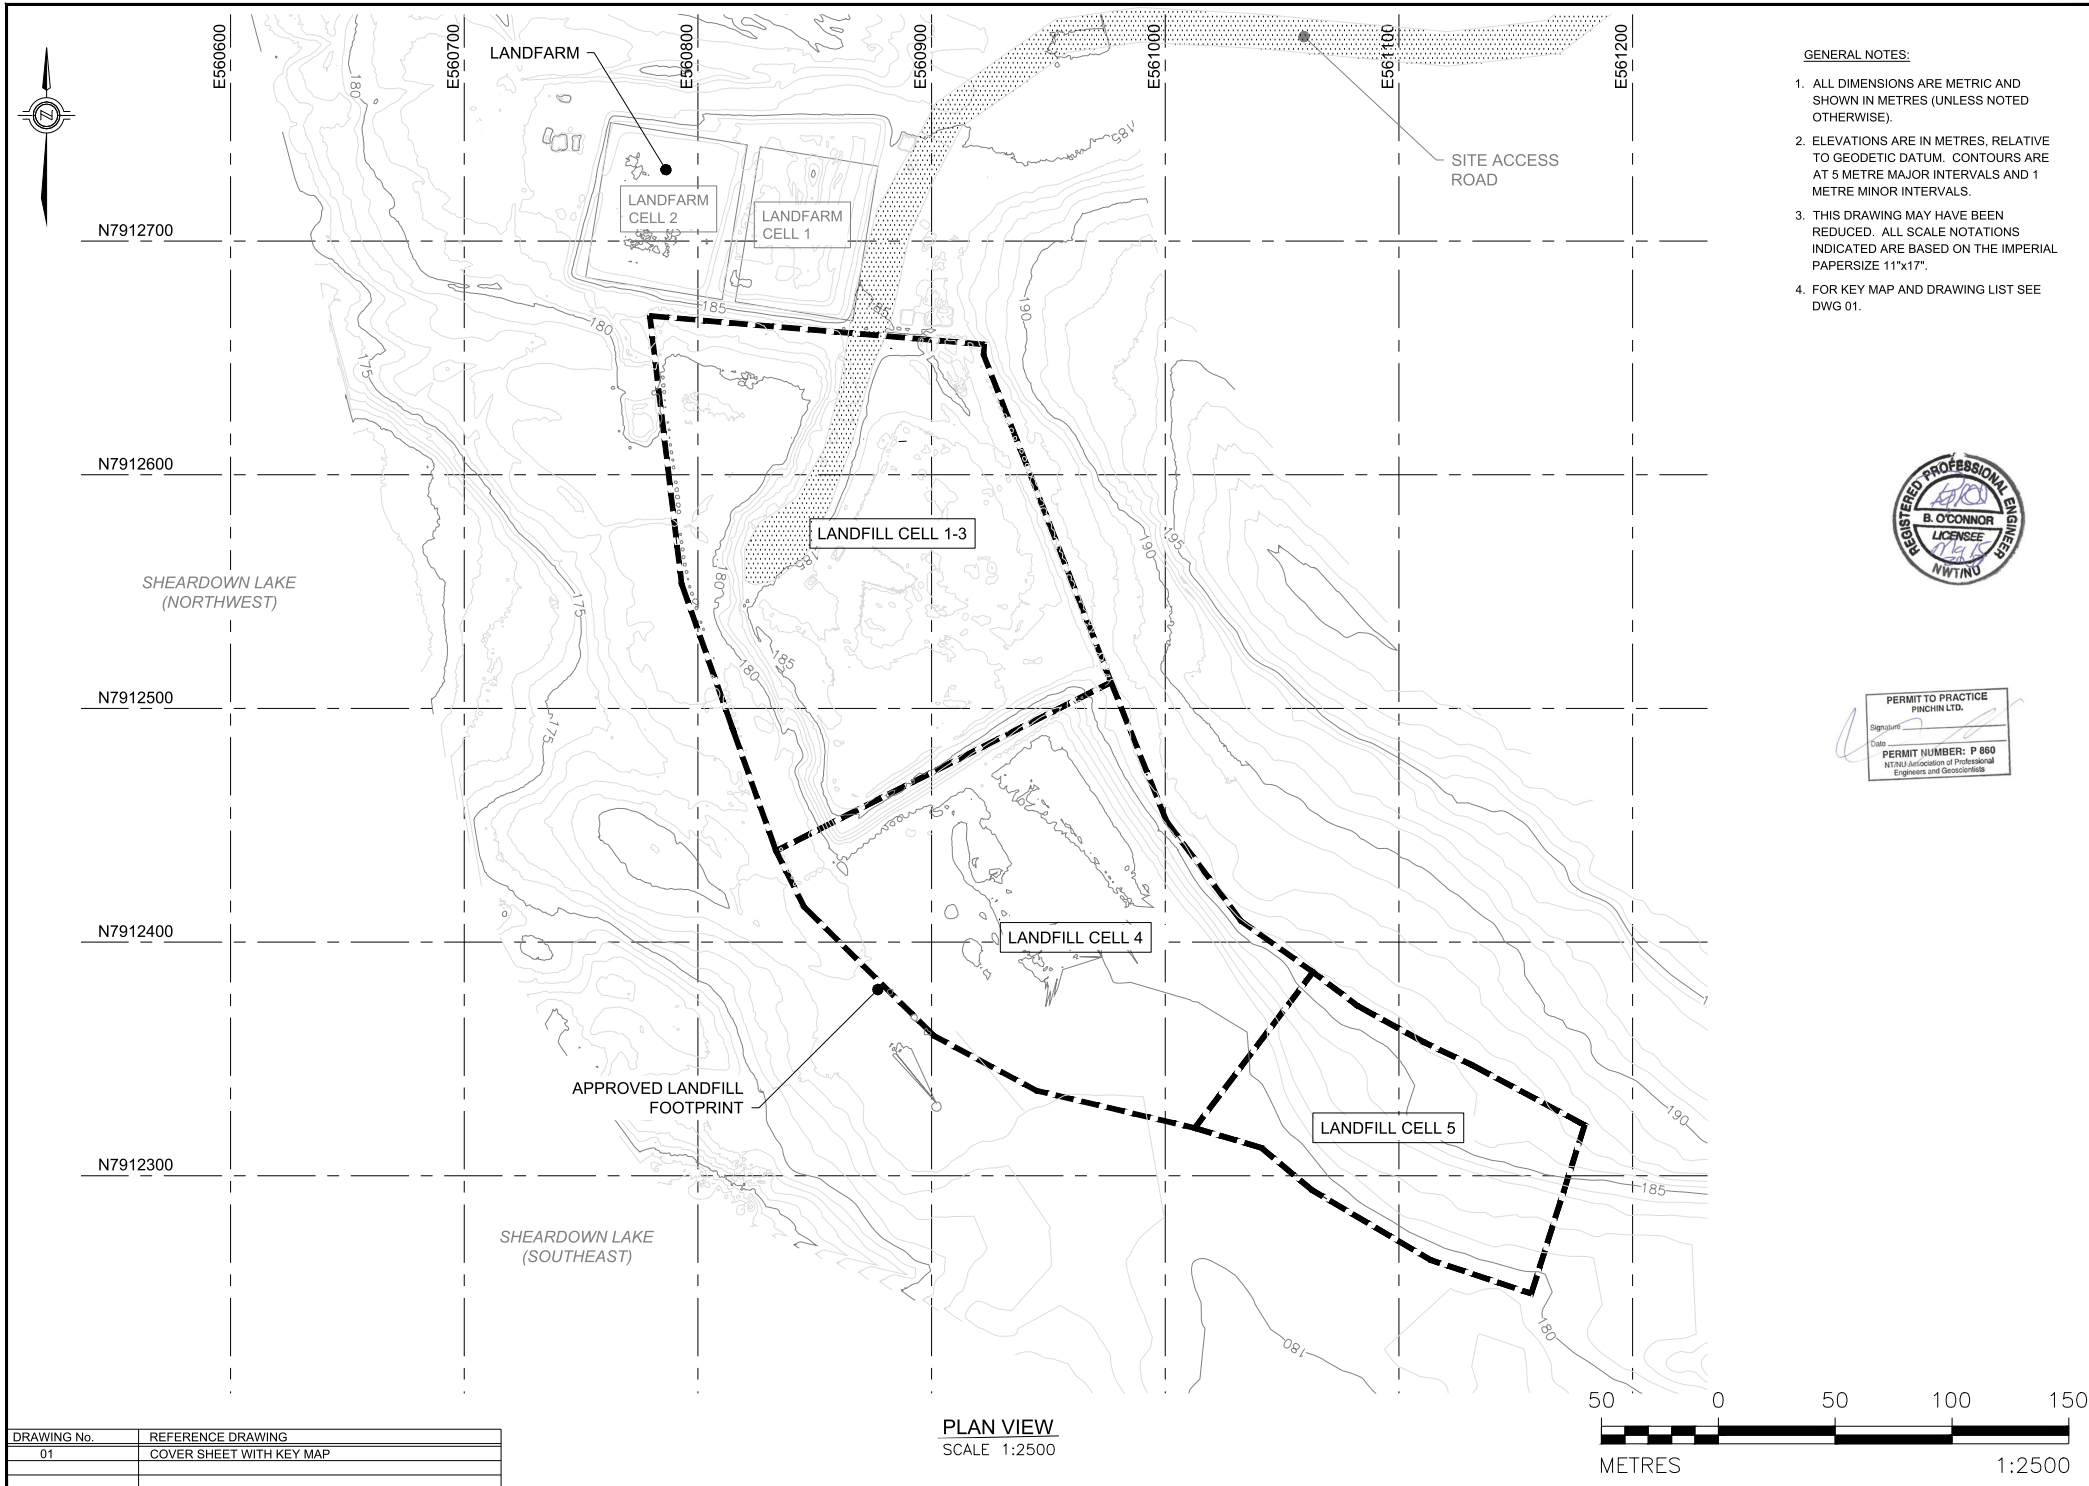 E560600
E560700
E560800
E560900
E561000
E561100
E561200
LANDFARM
LANDFARM
CELL 2
LANDFARM
CELL 1
SITE ACCESS
ROAD
N7912700
N7912600
N7912500
N7912400
N7912300
180
185
185
185
180
175
190
190
195
175
180
185
180
175
190
185
180
180
LANDFILL CELL 1-3
LANDFILL CELL 4
LANDFILL CELL 5
SHEARDOWN LAKE
(NORTHWEST)
APPROVED LANDFILL
FOOTPRINT
SHEARDOWN LAKE
(SOUTHEAST)
GENERAL NOTES:
1. ALL DIMENSIONS ARE METRIC AND
SHOWN IN METRES (UNLESS NOTED
OTHERWISE).
2. ELEVATIONS ARE IN METRES, RELATIVE
TO GEODETIC DATUM. CONTOURS ARE
AT 5 METRE MAJOR INTERVALS AND 1
METRE MINOR INTERVALS.
3. THIS DRAWING MAY HAVE BEEN
REDUCED. ALL SCALE NOTATIONS
INDICATED ARE BASED ON THE IMPERIAL
PAPERSIZE 11"x17".
4. FOR KEY MAP AND DRAWING LIST SEE
DWG 01.
REGISTERED PROFESSIONAL ENGINEER
B. O'CONNOR
LICENSEE
NWT/NU
PERMIT TO PRACTICE
PINCHIN LTD.
Signature
Date
PERMIT NUMBER: P 860
NT/NU Association of Professional
Engineers and Geoscientists
DRAWING No. REFERENCE DRAWING
01 COVER SHEET WITH KEY MAP
PLAN VIEW
SCALE 1:2500
50 0 50 100 150
METRES 1:2500